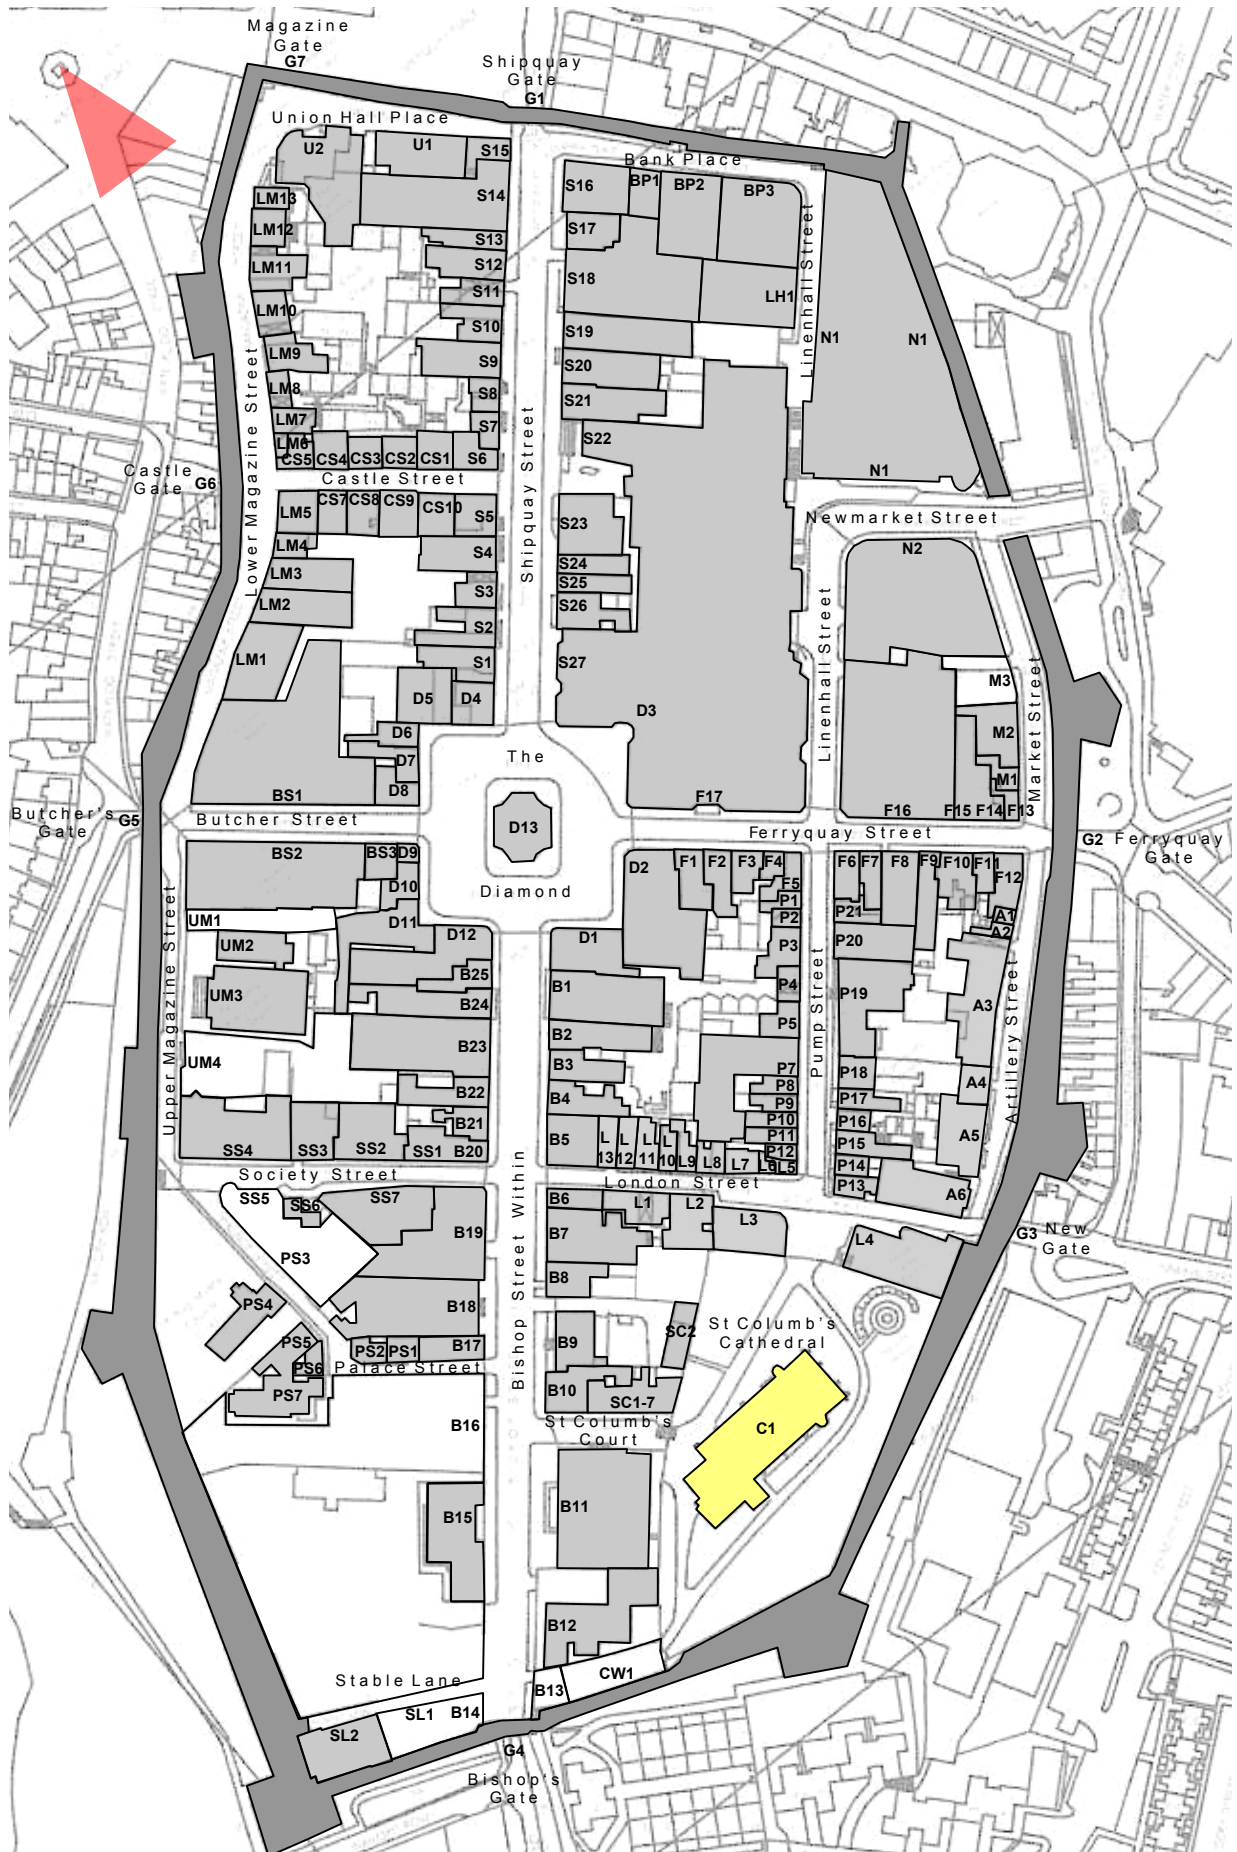 Magazine
Gate
G7
Shipquay
Gate
G1
Union Hall Place
U2
U1
S15
Bank Place
S14
S16
BP1
BP2
BP3
LM13
LM12
S13
S17
LM11
S12
S18
S11
LH1
LM10
S10
S19
Linenhall Street
N1
N1
LM9
S9
S20
LM8
S8
S21
LM7
S7
Lower Magazine Street
Shipquay Street
LM6
S22
CS5
CS4
CS3
CS2
CS1
S6
Castle
Gate
G6
Castle Street
N1
LM5
CS7
CS8
CS9
CS10
S5
S23
Newmarket Street
LM4
S4
N2
LM3
S24
S25
LM2
S3
S26
S2
LM1
S1
S27
Linenhall Street
M3
Market Street
D5
D4
D3
D6
The
M2
D7
D8
M1
BS1
F17
F16
F15
F14
F13
Butcher's
Gate
G5
Butcher Street
D13
Ferryquay Street
G2
Ferryquay
Gate
BS2
BS3
D9
Diamond
D2
F1
F2
F3
F4
F5
F6
F7
F8
F9
F10
F11
F12
D10
P1
UM1
D11
P2
P21
A1
A2
UM2
D12
D1
P3
P20
B25
UM3
B24
B1
P4
P19
A3
Upper Magazine Street
Pump Street
Artillery Street
B2
P5
B23
UM4
B3
P7
P18
A4
B22
P8
B4
P9
P17
B21
P10
P16
B5
L
13
L
12
L
11
L
10
L9
L8
L7
L6
L5
P11
P12
P15
A5
SS4
SS3
SS2
SS1
B20
P14
Society Street
London Street
P13
A6
SS5
SS6
SS7
B6
L1
L2
L3
B19
B7
L4
G3
New
Gate
PS3
B8
Bishop Street Within
PS4
B18
SC2
St Columb's
Cathedral
PS5
PS2
PS1
B17
B9
PS6
Palace Street
PS7
B10
SC1-7
B16
St Columb's
Court
C1
B15
B11
B12
Stable Lane
CW1
B13
SL1
B14
SL2
G4
Bishop's
Gate